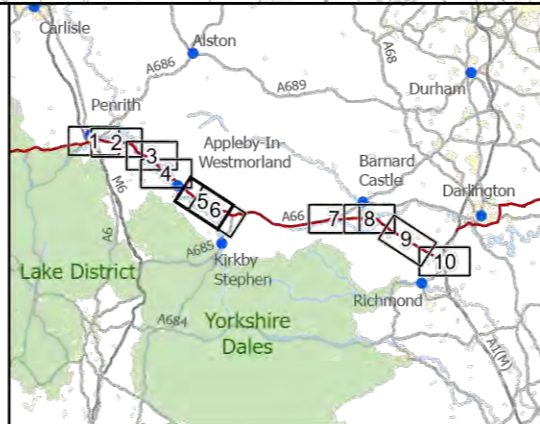 Carlisle
Alston
A68
A686
A689
Durham
Penrith
1
2
3
4
Appleby-In
Westmorland
Barnard
Castle
Darlington
M6
5
6
A66
7
8
9
10
A6
A685
Kirkby
Stephen
Lake District
Richmond
A684
Yorkshire
Dales
A1(M)